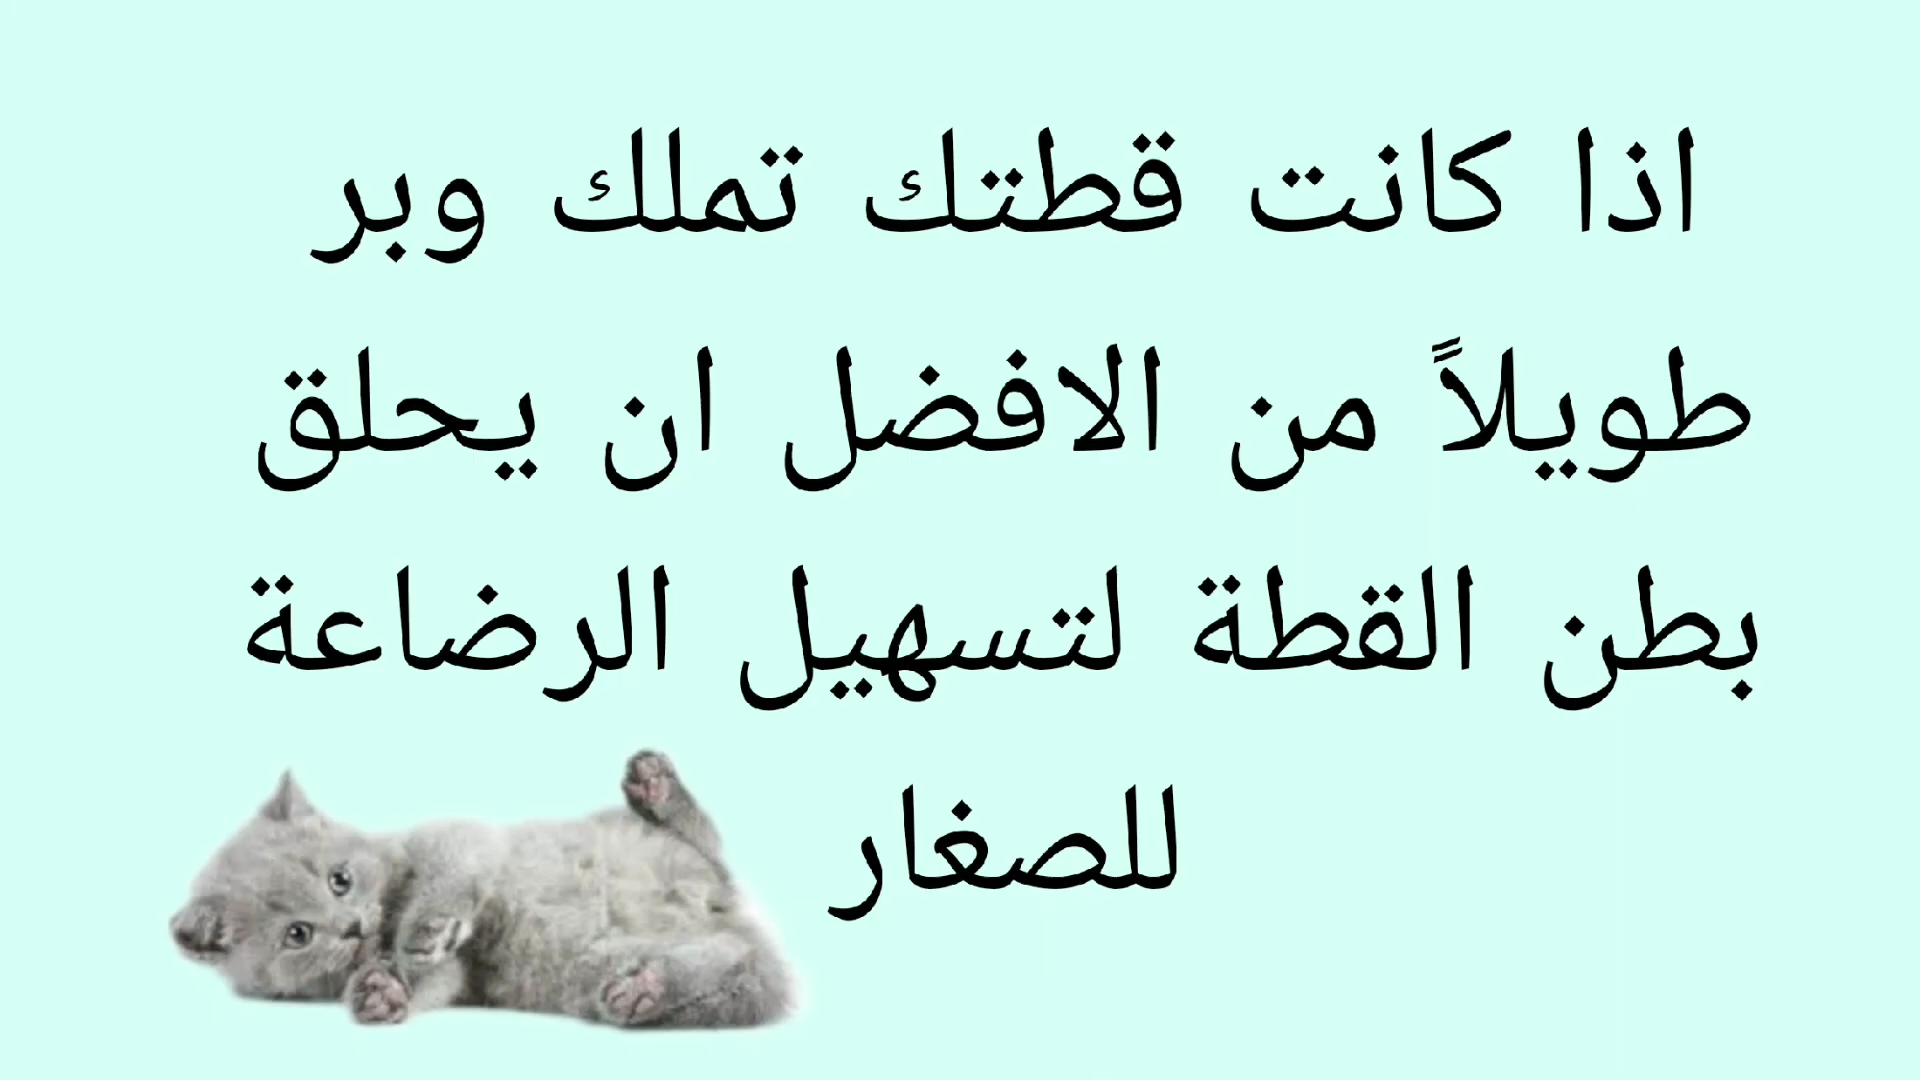 اذا كانت قطتك تملك وبر
طويلاً من الافضل ان يحلق
بطن القطة لتسهيل الرضاعة
للصغار